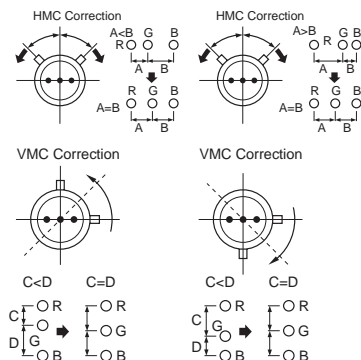 HMC Correction
A<B
R G B
A B
R G B
A=B
A B
HMC Correction
A>B
R G B
A B
R G B
A=B
A B
VMC Correction
C<D C=D
C
D
R
G
B
R
G
B
VMC Correction
C<D C=D
C
D
R
G
B
R
G
B